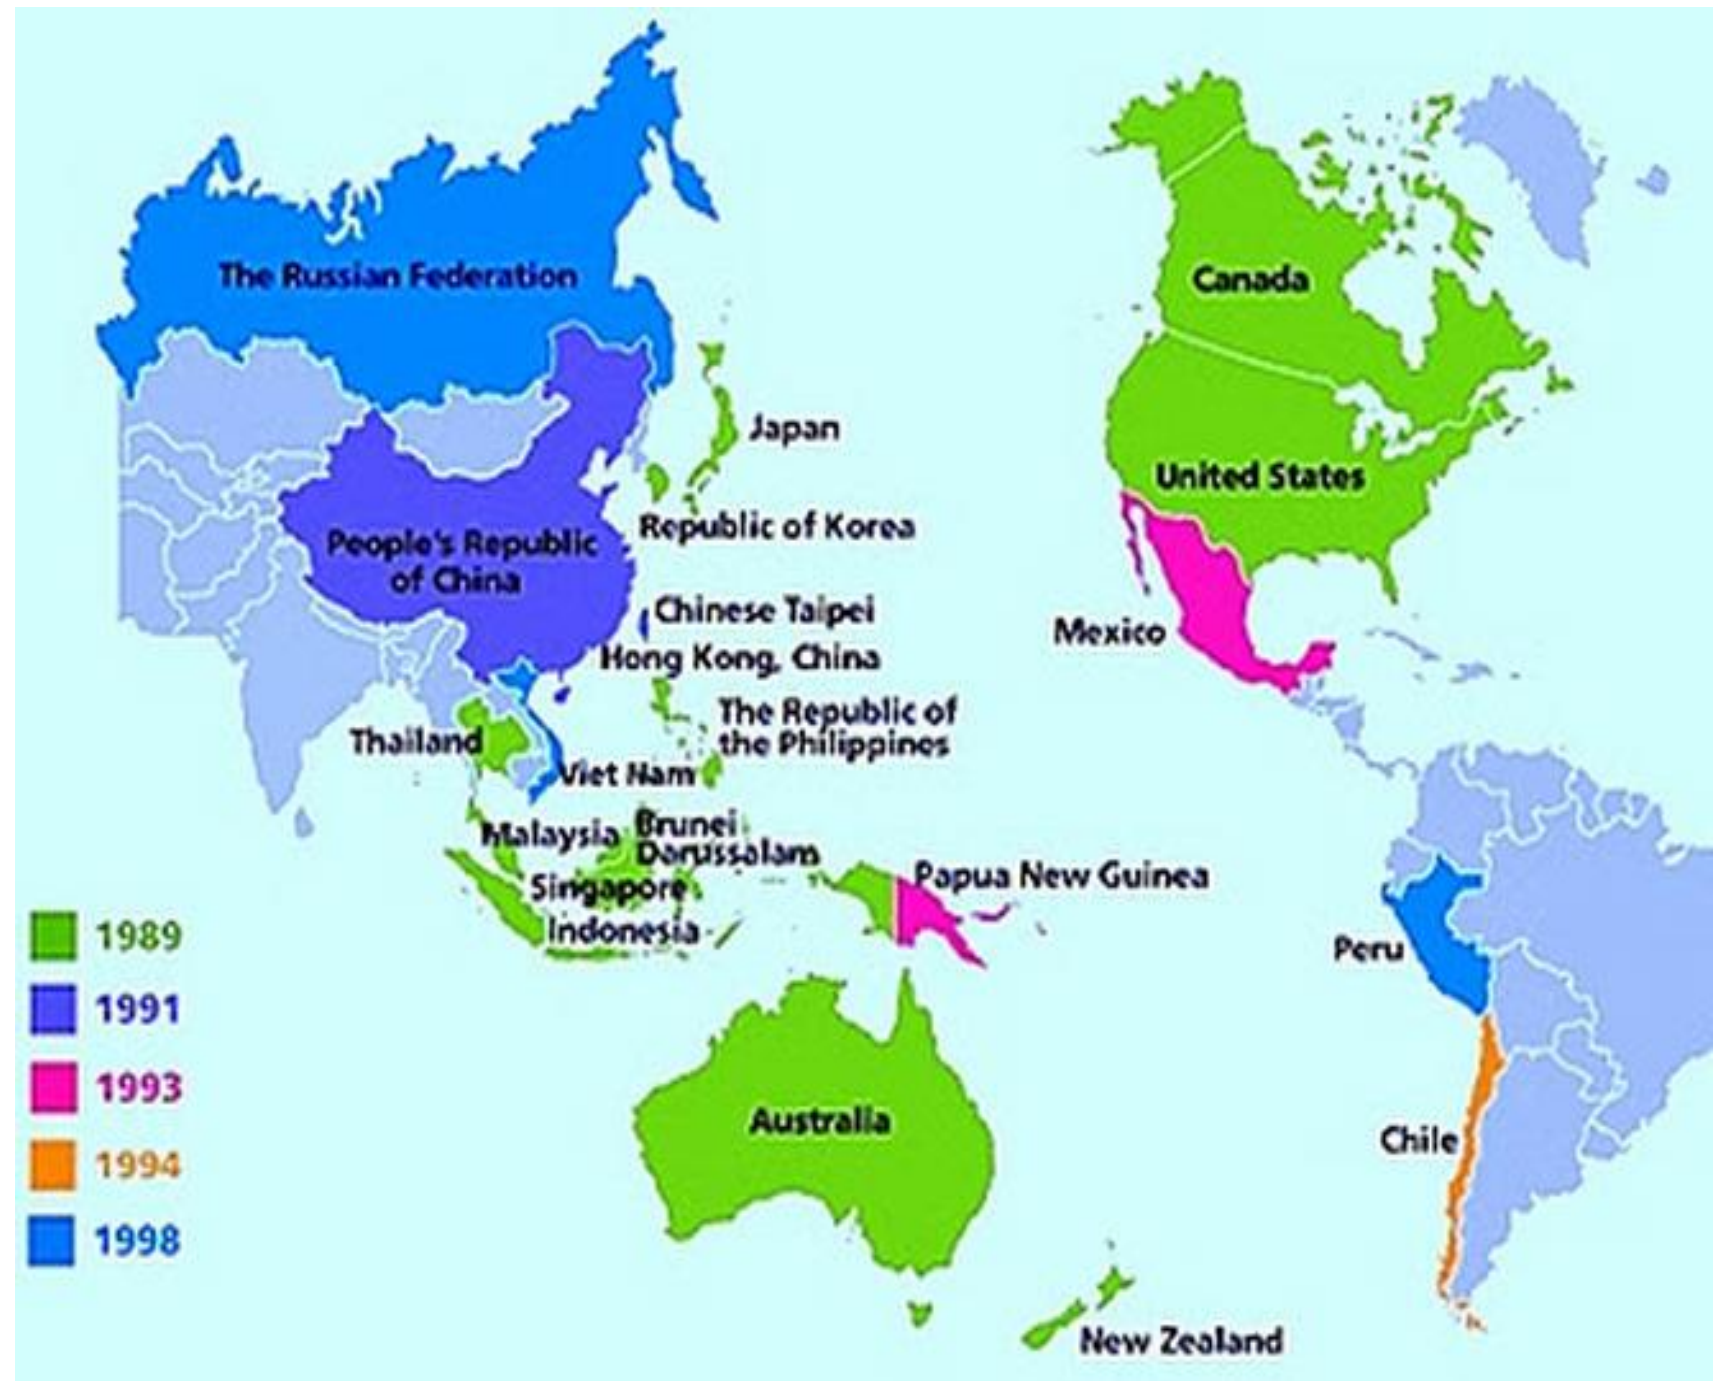 The Russian Federation
Canada
Japan
United States
Republic of Korea
People's Republic
of China
Chinese Taipei
Mexico
Hong Kong, China
The Republic of
the Philippines
Thailand
Viet Nam
Malaysia
Brunei
Darussalam
Papua New Guinea
Singapore
Indonesia
Peru
1989
1991
1993
1994
1998
Australia
Chile
New Zealand